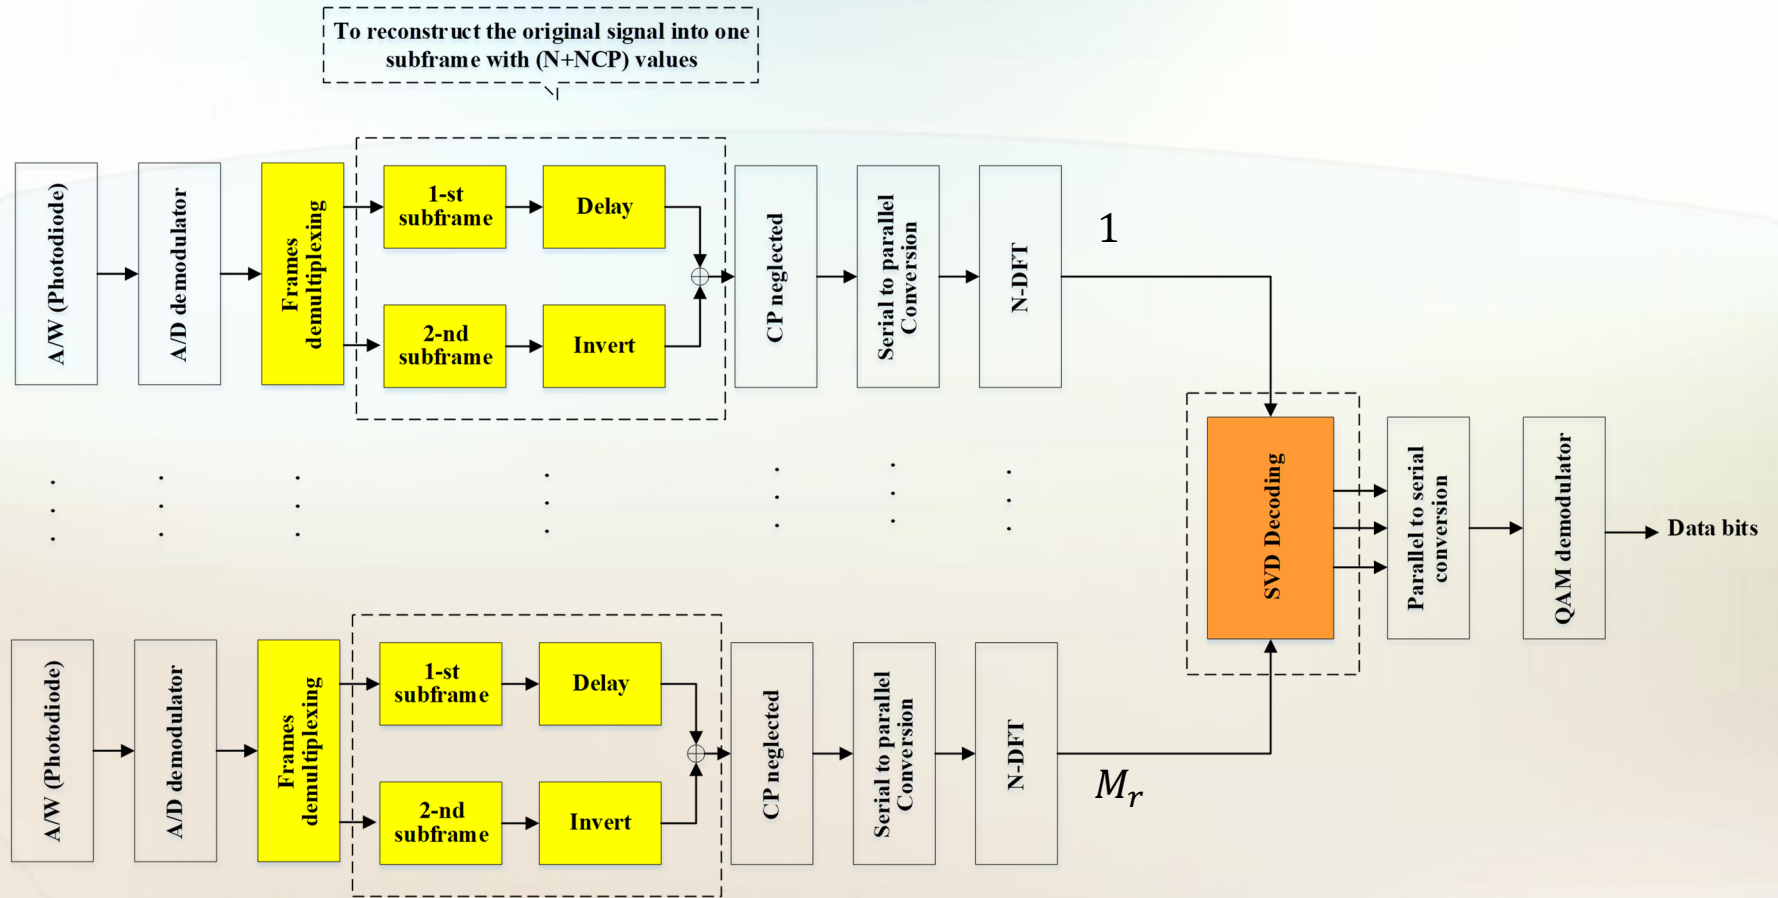 To reconstruct the original signal into one
subframe with (N+NCP) values
A/W (Photodiode)
A/D demodulator
Frames
demultiplexing
1-st
subframe
Delay
2-nd
subframe
Invert
CP neglected
Serial to parallel
Conversion
N-DFT
1
SVD Decoding
Parallel to serial
conversion
QAM demodulator
Data bits
A/W (Photodiode)
A/D demodulator
Frames
demultiplexing
1-st
subframe
Delay
2-nd
subframe
Invert
CP neglected
Serial to parallel
Conversion
N-DFT
M_r